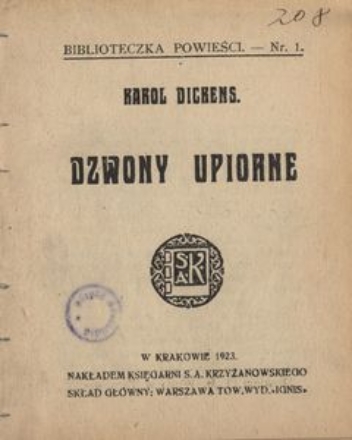 208
BIBLIOTECZKA POWIEŚCI. — Nr. 1.
KAROL DICKENS.
DZWONY UPIORNE
S K
A
W KRAKOWIE 1923.
NAKŁADEM KSIĘGARNI S. A. KRZYŻANOWSKIEGO
SKŁAD GŁÓWNY: WARSZAWA TOW. WYD. «IGNIS»